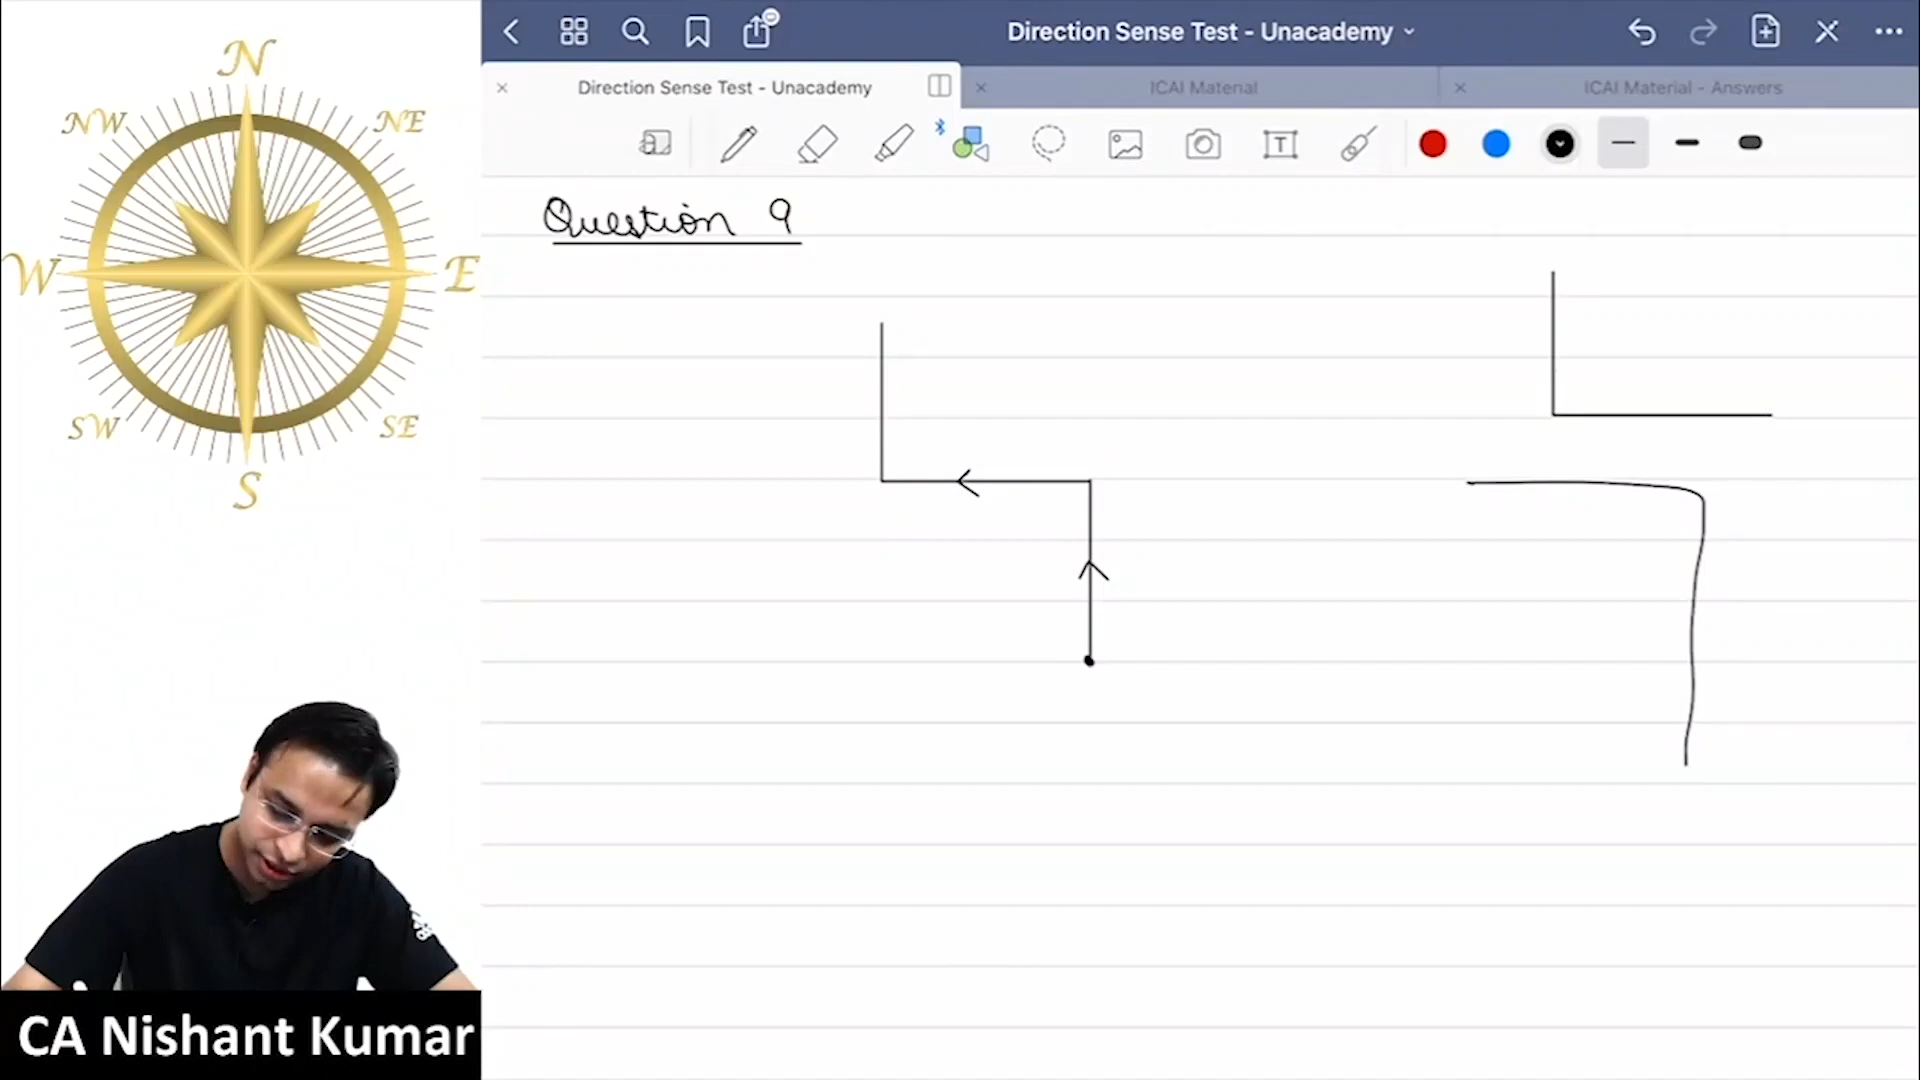 N
NW NE
W E
SW SE
S
CA Nishant Kumar
Direction Sense Test - Unacademy
Direction Sense Test - Unacademy
ICAI Material
ICAI Material - Answers
T
Question 9